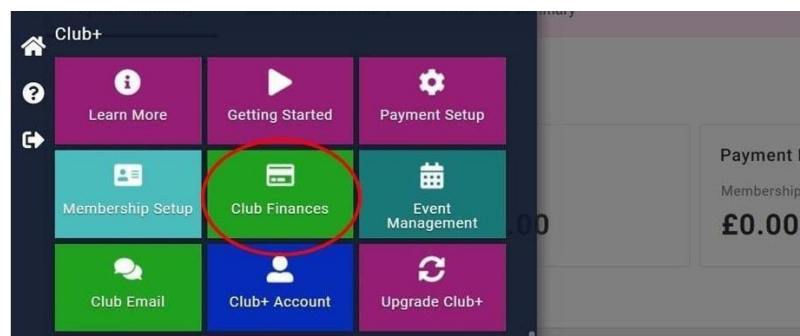 Club+
Learn More
Getting Started
Payment Setup
Membership Setup
Club Finances
Event
Management
Club Email
Club+ Account
Upgrade Club+
Payment
Membership
.00
£0.00